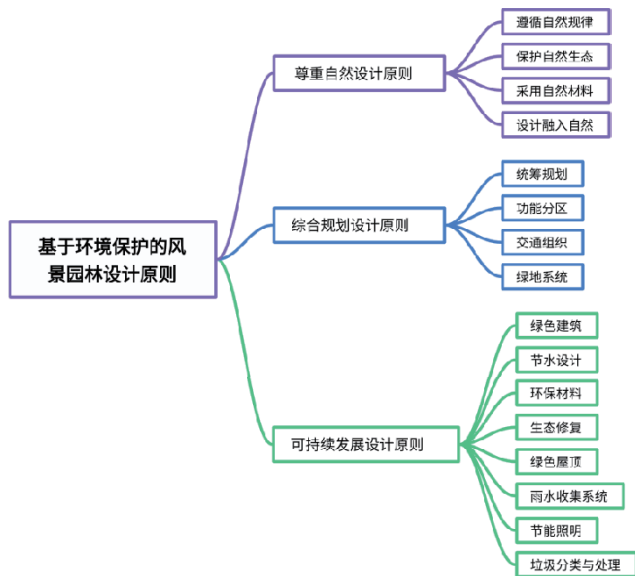 基于环境保护的风
景园林设计原则
尊重自然设计原则
遵循自然规律
保护自然生态
采用自然材料
设计融入自然
综合规划设计原则
统筹规划
功能分区
交通组织
绿地系统
可持续发展设计原则
绿色建筑
节水设计
环保材料
生态修复
绿色屋顶
雨水收集系统
节能照明
垃圾分类与处理